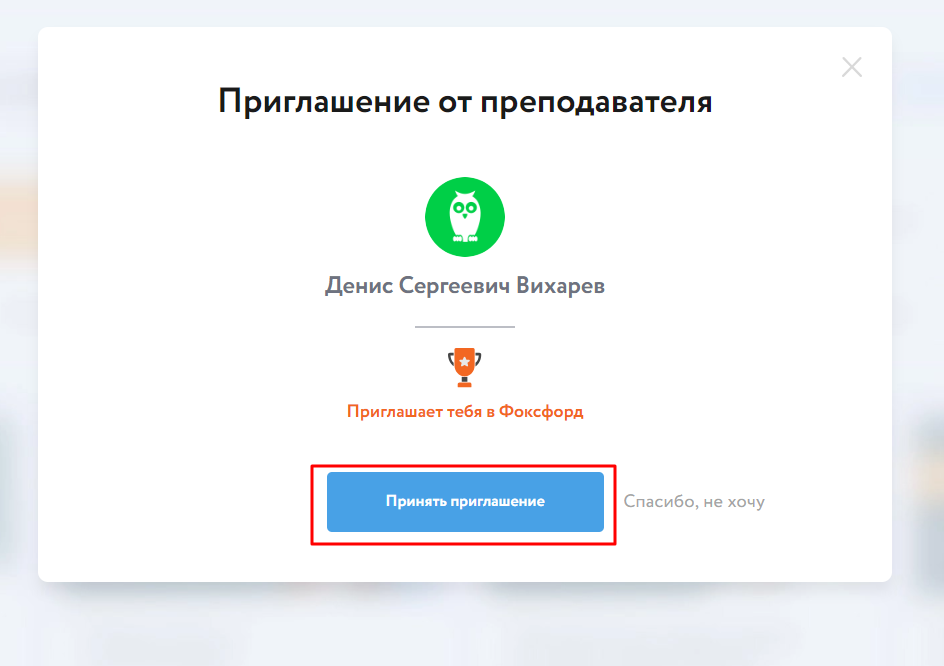 Приглашение от преподавателя
Денис Сергеевич Вихарев
Приглашает тебя в Фоксфорд
Принять приглашение
Спасибо, не хочу